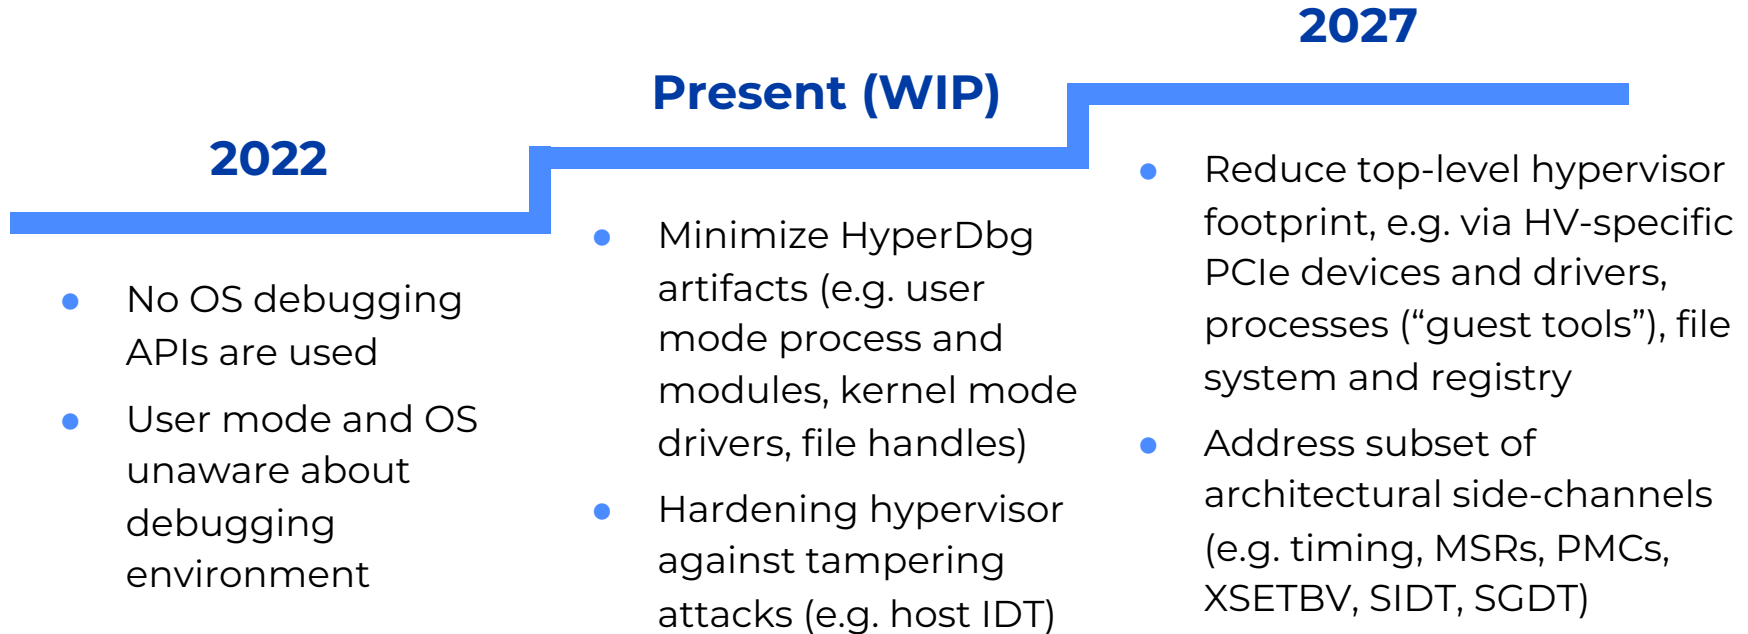 2022
● No OS debugging
APIs are used
● User mode and OS
unaware about
debugging
environment
Present (WIP)
● Minimize HyperDbg
artifacts (e.g. user
mode process and
modules, kernel mode
drivers, file handles)
● Hardening hypervisor
against tampering
attacks (e.g. host IDT)
2027
● Reduce top-level hypervisor
footprint, e.g. via HV-specific
PCIe devices and drivers,
processes (“guest tools”), file
system and registry
● Address subset of
architectural side-channels
(e.g. timing, MSRs, PMCs,
XSETBV, SIDT, SGDT)